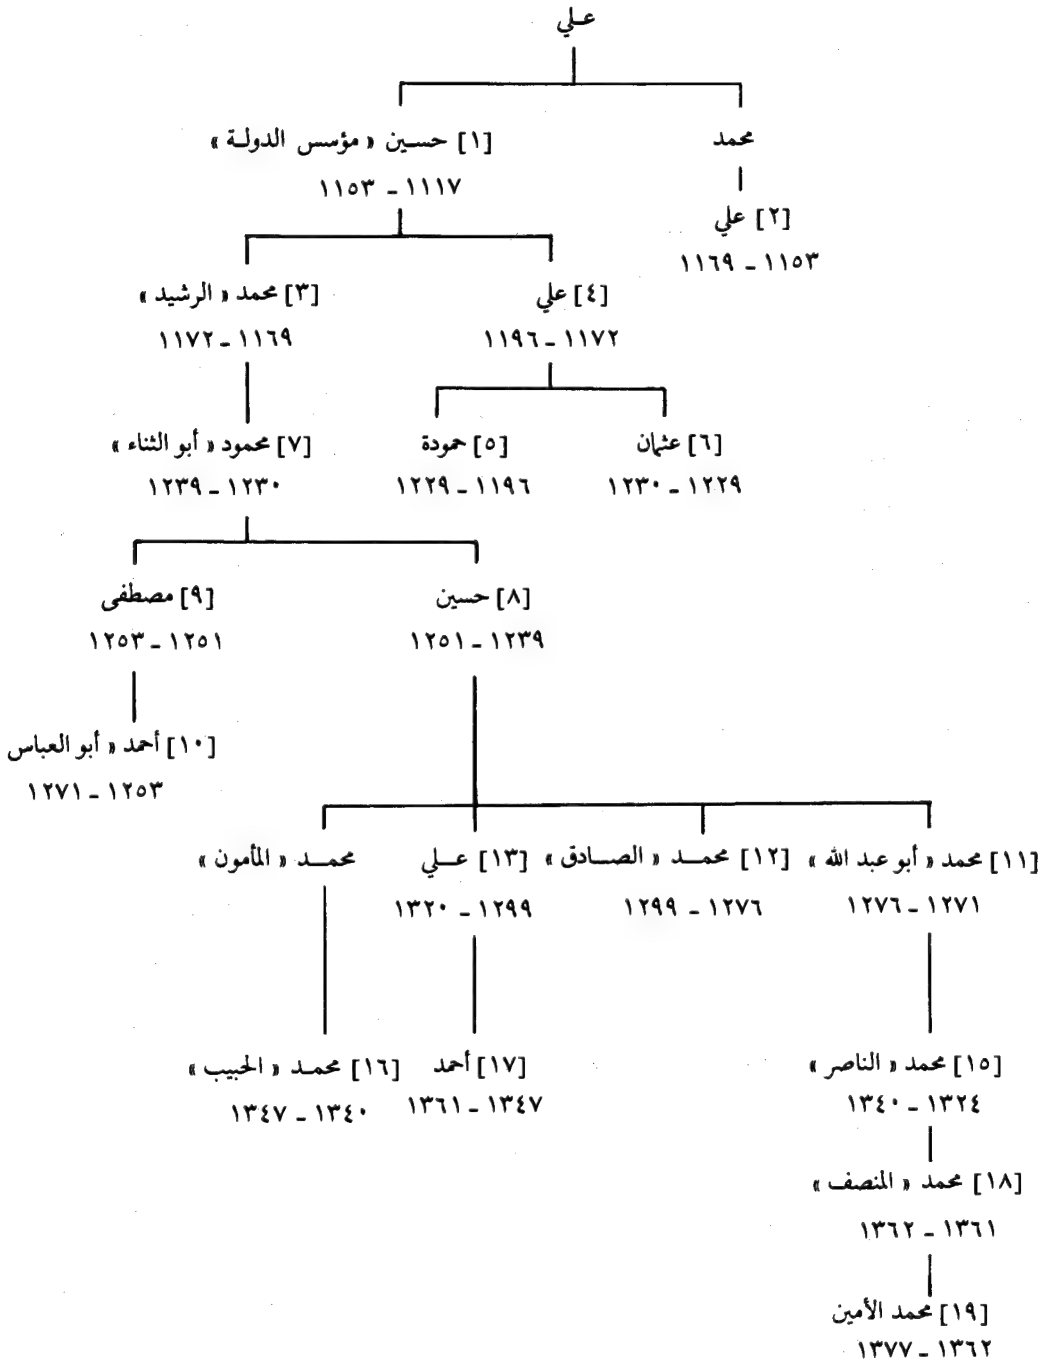 علي
محمد
[١] حسين « مؤسس الدولة »
١١١٧ - ١١٥٣
[٢] علي
١١٥٣ - ١١٦٩
[٤] علي
[٣] محمد « الرشيد »
١١٧٢ - ١١٩٦
١١٦٩ - ١١٧٢
[٦] عثمان
[٥] حمودة
[٧] محمود « أبو الثناء »
١٢٢٩ - ١٢٣٠
١١٩٦ - ١٢٢٩
١٢٣٠ - ١٢٣٩
[٨] حسين
[٩] مصطفى
١٢٣٩ - ١٢٥١
١٢٥١ - ١٢٥٣
[١٠] أحمد « أبو العباس
١٢٥٣ - ١٢٧١
[١١] محمد « أبو عبد الله »
[١٢] محمد « الصادق »
[١٣] علي
محمد « المأمون »
١٢٧١ - ١٢٧٦
١٢٧٦ - ١٢٩٩
١٢٩٩ - ١٣٢٠
[١٥] محمد « الناصر »
[١٧] أحمد
[١٦] محمد « الحبيب »
١٣٢٤ - ١٣٤٠
١٣٤٧ - ١٣٦١
١٣٤٠ - ١٣٤٧
[١٨] محمد « المنصف »
١٣٦١ - ١٣٦٢
[١٩] محمد الأمين
١٣٦٢ - ١٣٧٧